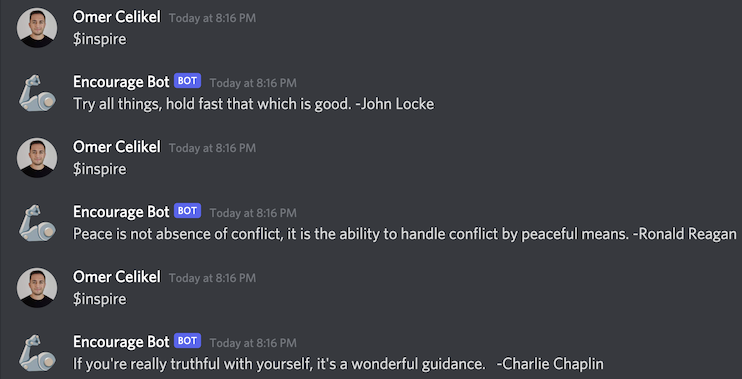 Omer Celikel Today at 8:16 PM
$inspire
Encourage Bot BOT Today at 8:16 PM
Try all things, hold fast that which is good. -John Locke
Omer Celikel Today at 8:16 PM
$inspire
Encourage Bot BOT Today at 8:16 PM
Peace is not absence of conflict, it is the ability to handle conflict by peaceful means. -Ronald Reagan
Omer Celikel Today at 8:16 PM
$inspire
Encourage Bot BOT Today at 8:16 PM
If you're really truthful with yourself, it's a wonderful guidance.   -Charlie Chaplin